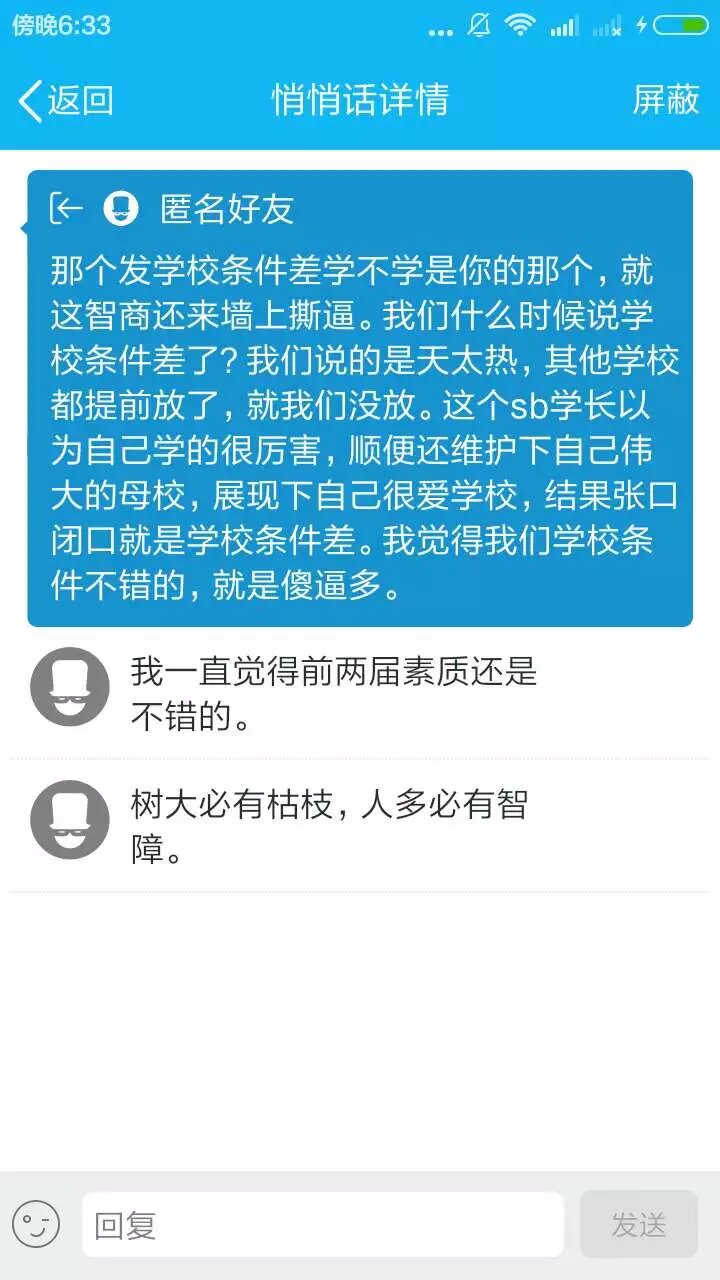 傍晚6:33
返回
悄悄话详情
屏蔽
匿名好友
那个发学校条件差学不学是你的那个，就
这智商还来墙上撕逼。我们什么时候说学
校条件差了？我们说的是天太热，其他学校
都提前放了，就我们没放。这个sb学长以
为自己学的很厉害，顺便还维护下自己伟
大的母校，展现下自己很爱学校，结果张口
闭口就是学校条件差。我觉得我们学校条
件不错的，就是傻逼多。
我一直觉得前两届素质还是
不错的。
树大必有枯枝，人多必有智
障。
回复
发送